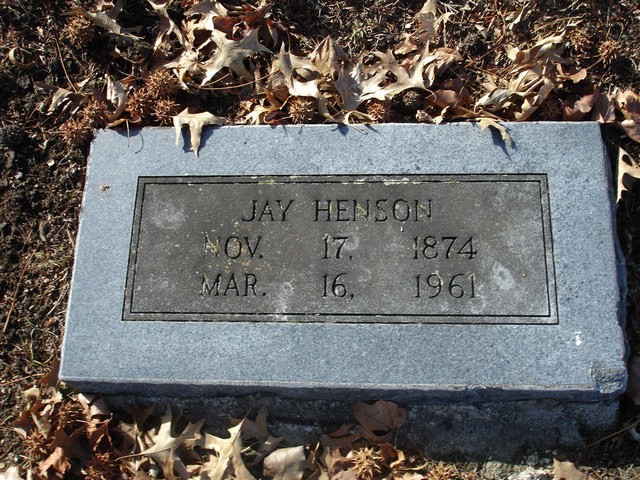 JAY HENSON
NOV. 17, 1874
MAR. 16, 1961